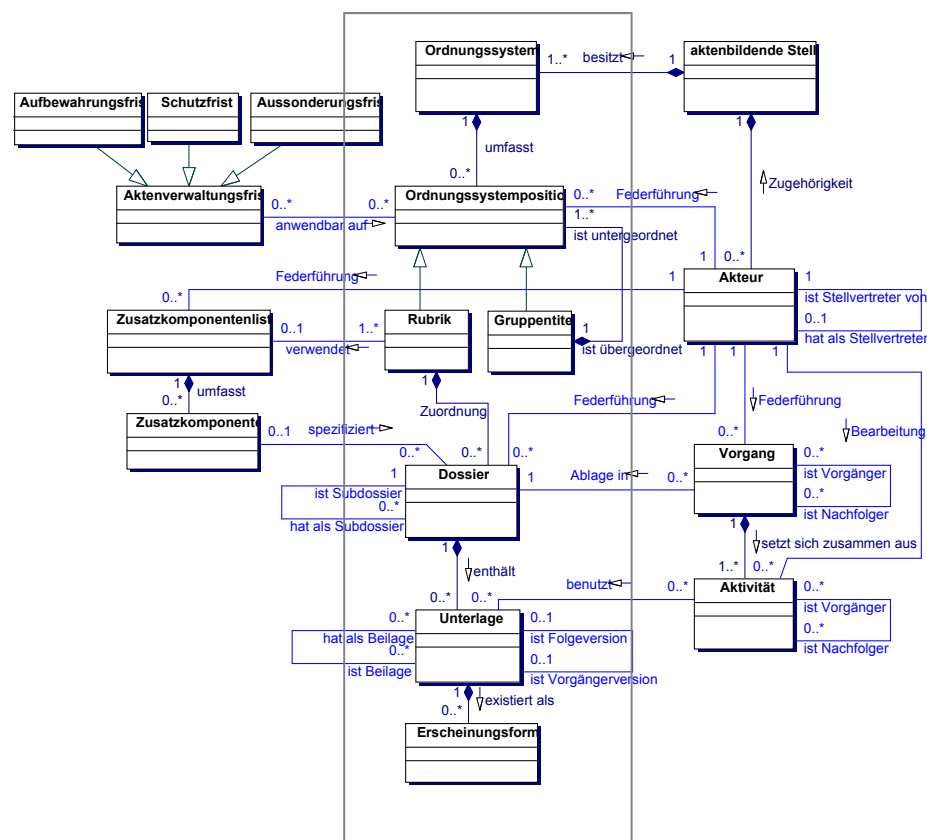 Ordnungssystem
aktenbildende Stell
1..*
besitzt
1
Aufbewahrungsfris
Schutzfrist
Aussonderungsfris
1
1
umfasst
0..*
Zugehörigkeit
Aktenverwaltungsfris
0..*
0..*
anwendbar auf
Ordnungssystempositio
0..*
Federführung
1..*
ist untergeordnet
1
0..*
Federführung
0..*
1
Akteur
1
ist Stellvertreter von
0..1
hat als Stellvertreter
Zusatzkomponentenlist
0..1
1..*
verwendet
Rubrik
Gruppentite
1
ist übergeordnet
1
1
1
1
umfasst
0..*
1
Zuordnung
Federführung
Federführung
Zusatzkomponente
0..1
spezifiziert
0..*
0..*
0..*
0..*
Bearbeitung
Dossier
1
ist Subdossier
0..*
hat als Subdossier
1
Ablage in
0..*
Vorgang
0..*
ist Vorgänger
0..*
ist Nachfolger
1
enthält
0..*
1
setzt sich zusammen aus
1..*
0..*
benutzt
0..*
0..*
Aktivität
0..*
ist Vorgänger
0..*
ist Nachfolger
Unterlage
0..*
hat als Beilage
0..*
ist Beilage
0..1
ist Folgeversion
0..1
ist Vorgängerversion
1
existiert als
0..*
Erscheinungsform